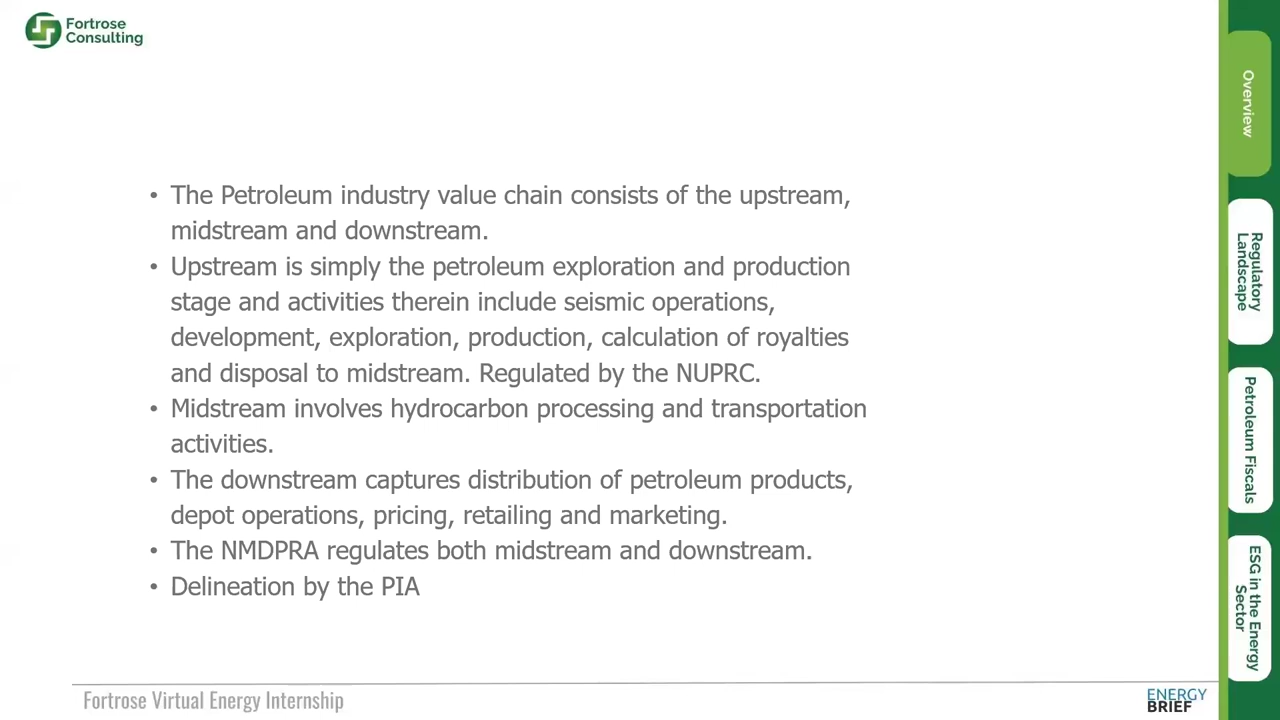 Fortrose
Consulting
• The Petroleum industry value chain consists of the upstream,
midstream and downstream.
• Upstream is simply the petroleum exploration and production
stage and activities therein include seismic operations,
development, exploration, production, calculation of royalties
and disposal to midstream. Regulated by the NUPRC.
• Midstream involves hydrocarbon processing and transportation
activities.
• The downstream captures distribution of petroleum products,
depot operations, pricing, retailing and marketing.
• The NMDPRA regulates both midstream and downstream.
• Delineation by the PIA
Overview
Regulatory
Landscape
Petroleum Fiscals
ESG in the Energy
Sector
Fortrose Virtual Energy Internship
ENERGY
BRIEF